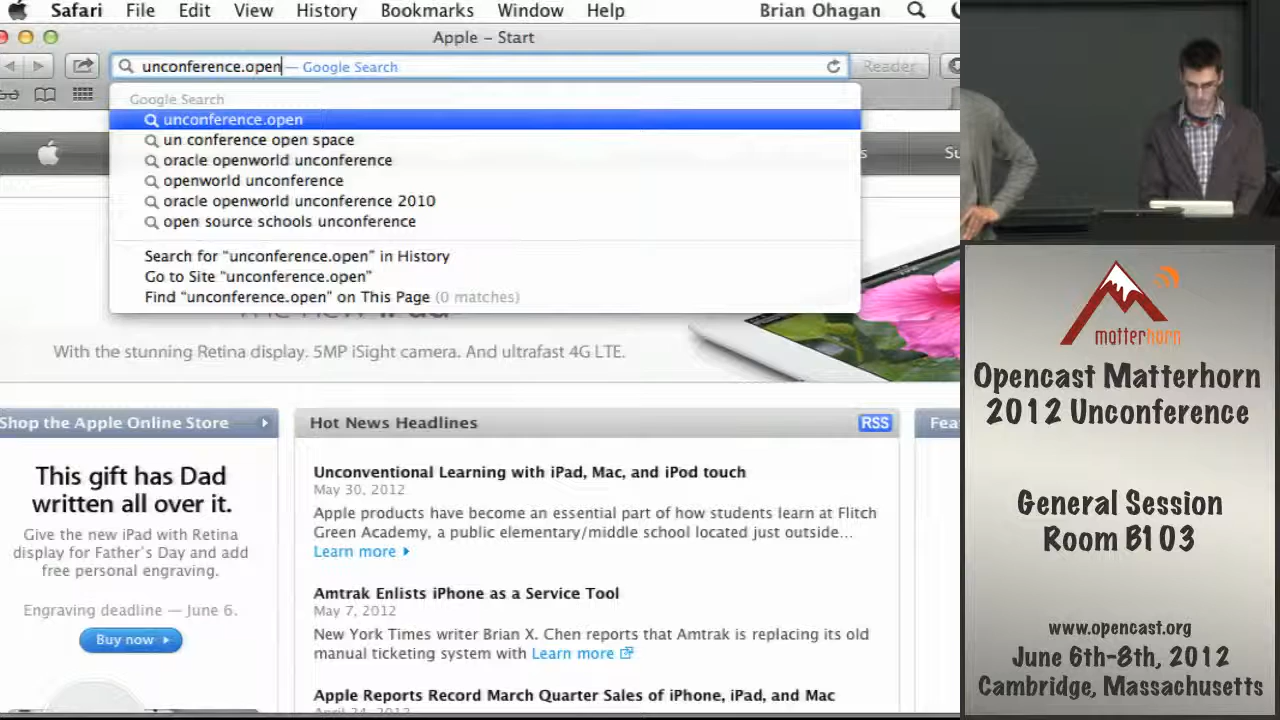 Safari File Edit View History Bookmarks Window Help Brian Ohagan
Apple – Start
unconference.open — Google Search
Reader
Google Search
unconference.open
un conference open space
oracle openworld unconference
openworld unconference
oracle openworld unconference 2010
open source schools unconference
Search for “unconference.open” in History
Go to Site “unconference.open”
Find “unconference.open” on This Page (0 matches)
With the stunning Retina display. 5MP iSight camera. And ultrafast 4G LTE.
Shop the Apple Online Store
This gift has Dad
written all over it.
Give the new iPad with Retina
display for Father’s Day and add
free personal engraving.
Engraving deadline — June 6.
Buy now
Hot News Headlines RSS
Unconventional Learning with iPad, Mac, and iPod touch
May 30, 2012
Apple products have become an essential part of how students learn at Flitch
Green Academy, a public elementary/middle school located just outside...
Learn more
Amtrak Enlists iPhone as a Service Tool
May 7, 2012
New York Times writer Brian X. Chen reports that Amtrak is replacing its old
manual ticketing system with Learn more
Apple Reports Record March Quarter Sales of iPhone, iPad, and Mac
matterhorn
Opencast Matterhorn
2012 Unconference
General Session
Room B103
www.opencast.org
June 6th-8th, 2012
Cambridge, Massachusetts